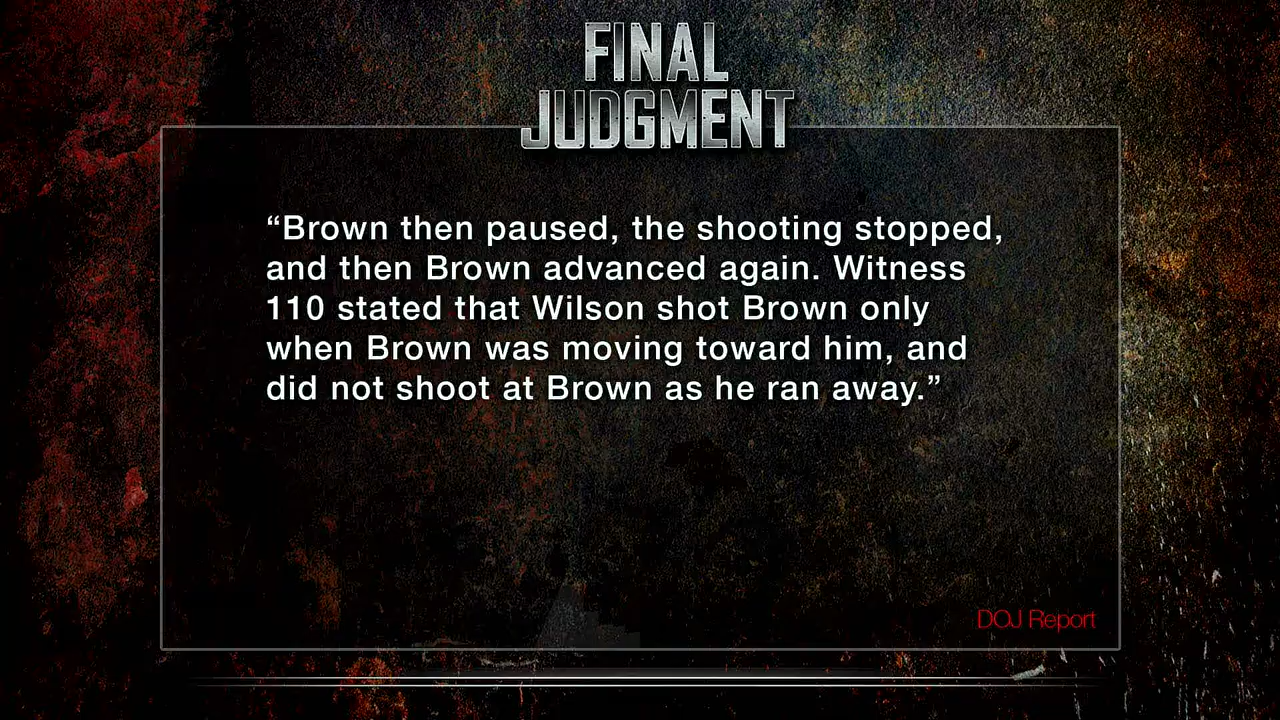 FINAL
JUDGMENT
“Brown then paused, the shooting stopped,
and then Brown advanced again. Witness
110 stated that Wilson shot Brown only
when Brown was moving toward him, and
did not shoot at Brown as he ran away.”
DOJ Report